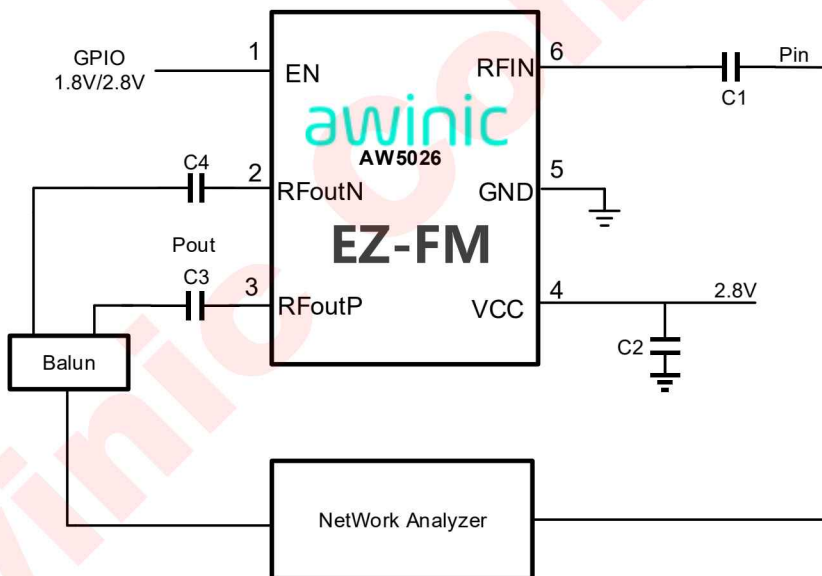 GPIO
1.8V/2.8V
1
EN
6
RFIN
Pin
C1
awinic
AW5026
C4
2
RFoutN
5
GND
EZ-FM
Pout
C3
3
RFoutP
4
VCC
2.8V
C2
Balun
NetWork Analyzer